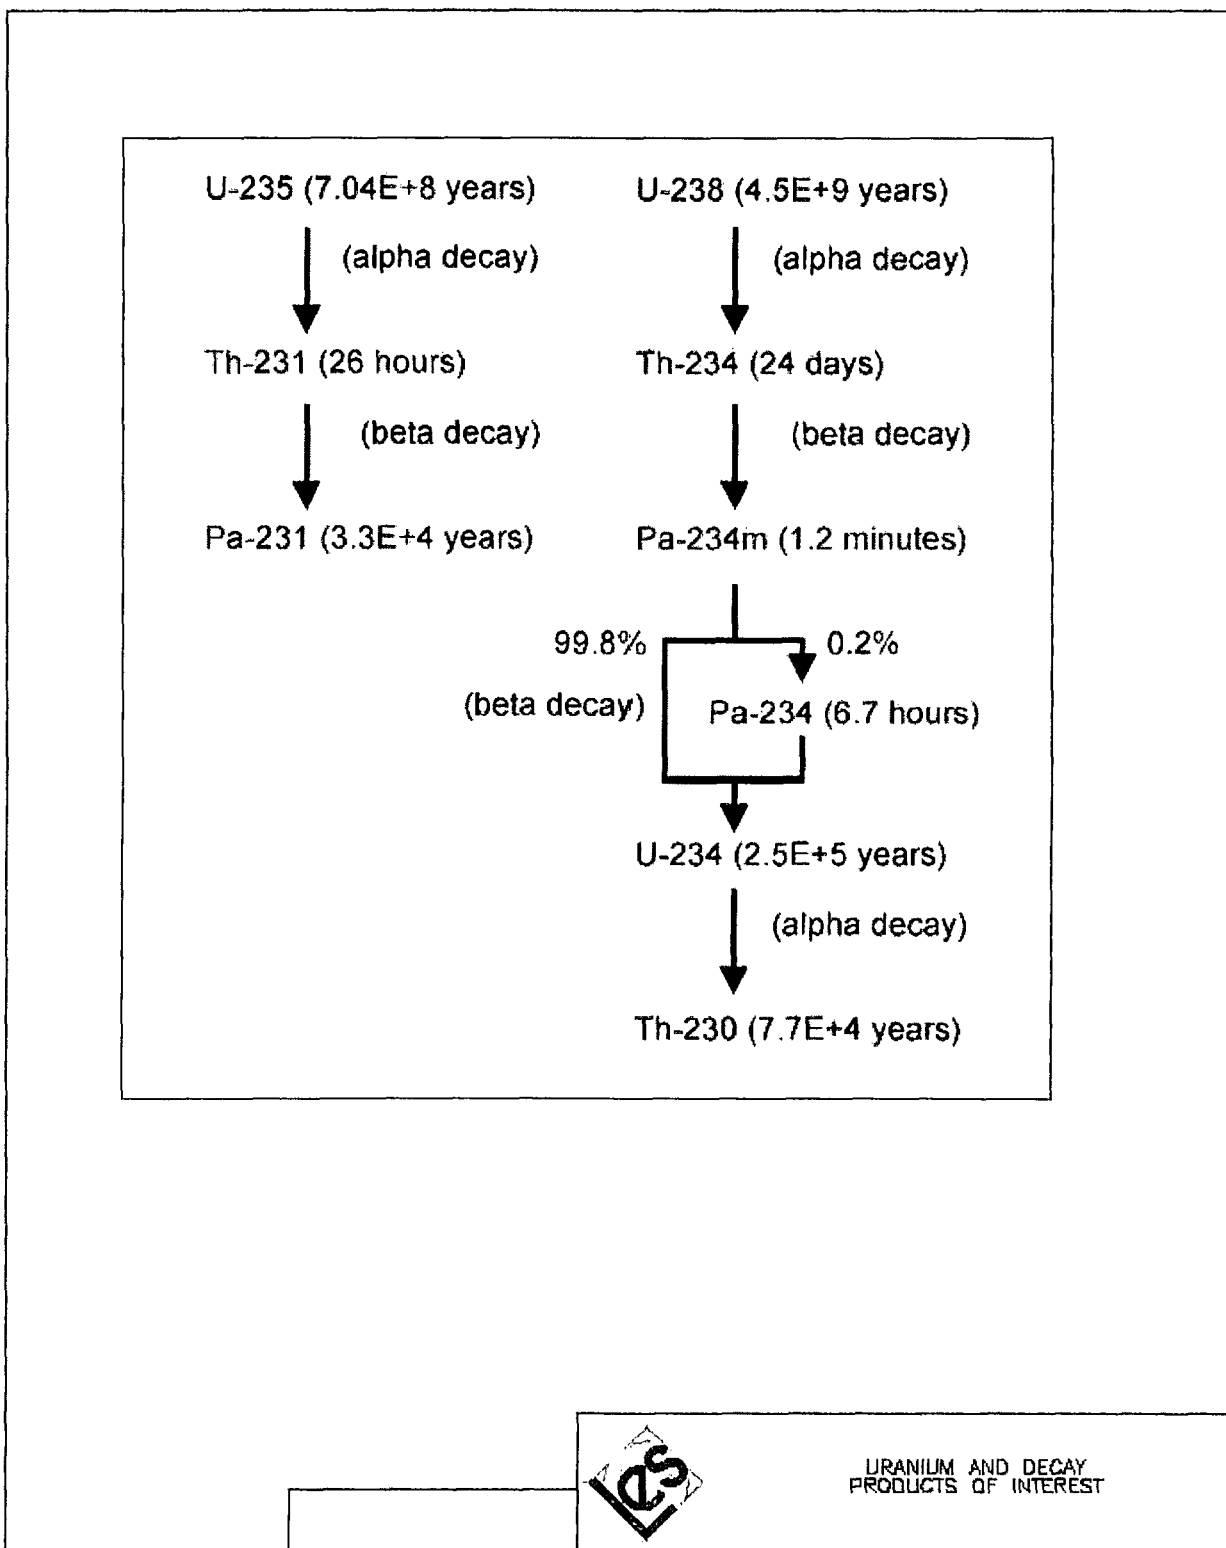 U-235 (7.04E+8 years)
(alpha decay)
Th-231 (26 hours)
(beta decay)
Pa-231 (3.3E+4 years)
U-238 (4.5E+9 years)
(alpha decay)
Th-234 (24 days)
(beta decay)
Pa-234m (1.2 minutes)
99.8%
0.2%
(beta decay)
Pa-234 (6.7 hours)
U-234 (2.5E+5 years)
(alpha decay)
Th-230 (7.7E+4 years)
Les
URANIUM AND DECAY
PRODUCTS OF INTEREST